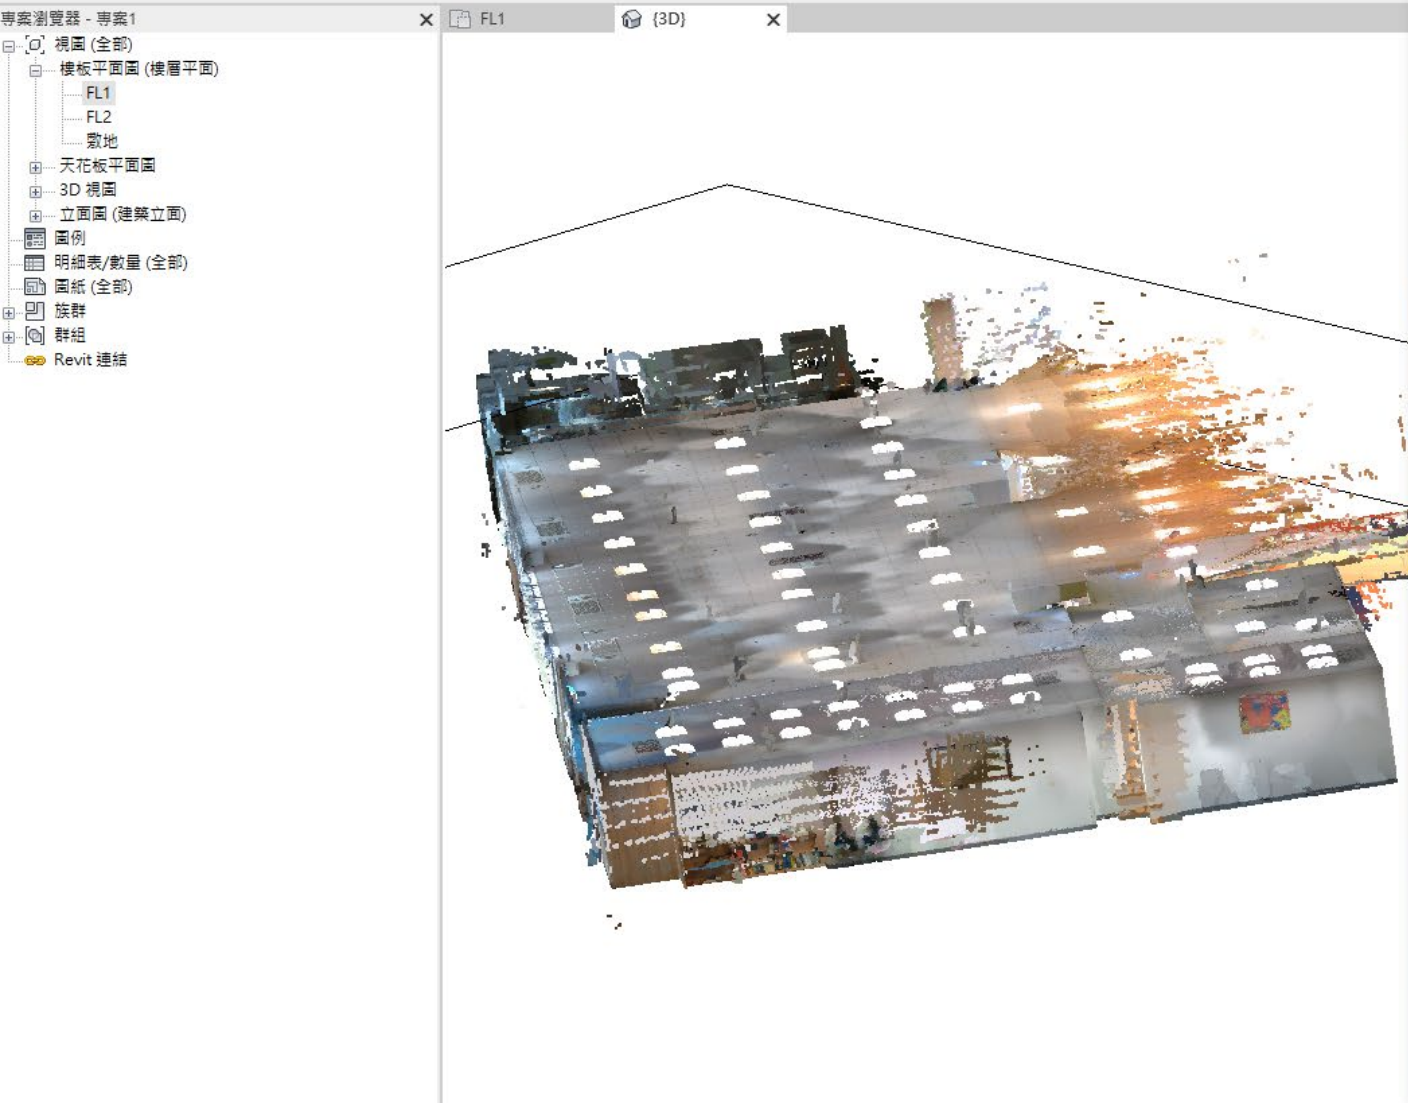 專案瀏覽器 - 專案1
視圖 (全部)
樓板平面圖 (樓層平面)
FL1
FL2
敷地
天花板平面圖
3D 視圖
立面圖 (建築立面)
圖例
明細表/數量 (全部)
圖紙 (全部)
族群
群組
Revit 連結
FL1
{3D}